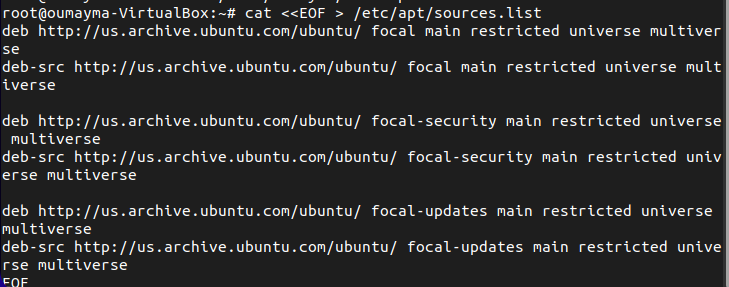 root@oumayma-VirtualBox:~# cat <<EOF > /etc/apt/sources.list
deb http://us.archive.ubuntu.com/ubuntu/ focal main restricted universe multiver
se
deb-src http://us.archive.ubuntu.com/ubuntu/ focal main restricted universe mult
iverse

deb http://us.archive.ubuntu.com/ubuntu/ focal-security main restricted universe
 multiverse
deb-src http://us.archive.ubuntu.com/ubuntu/ focal-security main restricted univ
erse multiverse

deb http://us.archive.ubuntu.com/ubuntu/ focal-updates main restricted universe
multiverse
deb-src http://us.archive.ubuntu.com/ubuntu/ focal-updates main restricted unive
rse multiverse
EOF